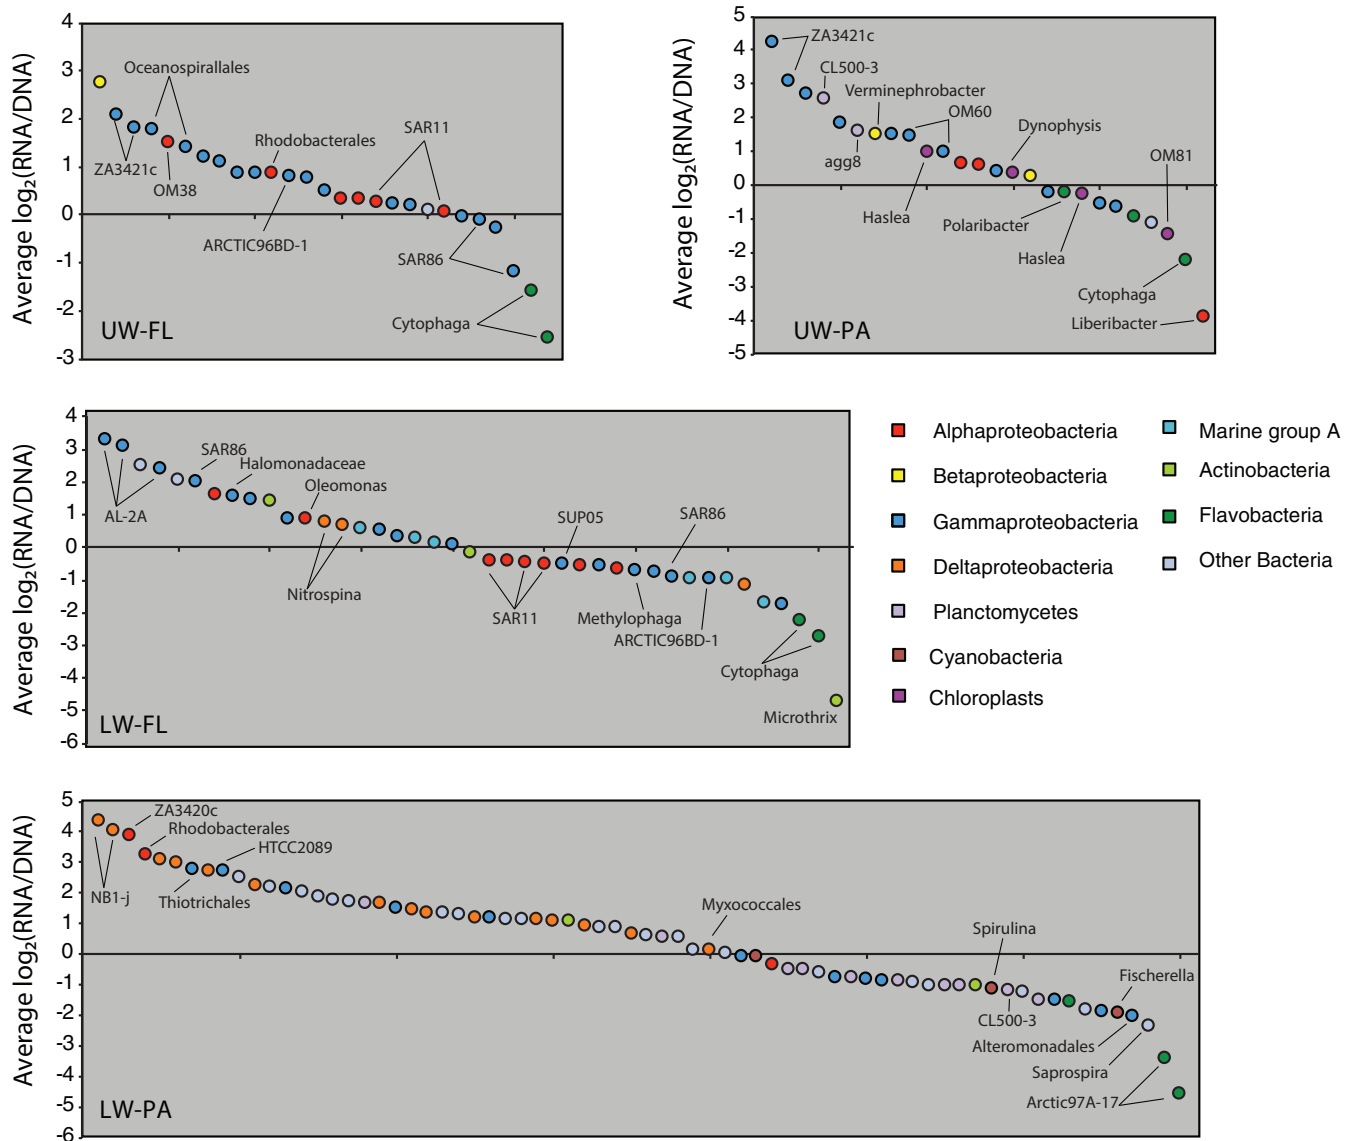 4
3
2
1
0
-1
-2
-3
Average log₂(RNA/DNA)
Oceanospirallales
ZA3421c
OM38
Rhodobacterales
SAR11
ARCTIC96BD-1
SAR86
Cytophaga
UW-FL
5
4
3
2
1
0
-1
-2
-3
-4
-5
Average log₂(RNA/DNA)
ZA3421c
CL500-3
Verminephrobacter
OM60
Dynophysis
agg8
OM81
Haslea
Polaribacter
Haslea
Cytophaga
Liberibacter
UW-PA
4
3
2
1
0
-1
-2
-3
-4
-5
-6
Average log₂(RNA/DNA)
SAR86
Halomonadaceae
Oleomonas
AL-2A
SUP05
SAR86
Nitrospina
SAR11
Methylophaga
ARCTIC96BD-1
Cytophaga
Microthrix
LW-FL
Alphaproteobacteria
Betaproteobacteria
Gammaproteobacteria
Deltaproteobacteria
Planctomycetes
Cyanobacteria
Chloroplasts
Marine group A
Actinobacteria
Flavobacteria
Other Bacteria
5
4
3
2
1
0
-1
-2
-3
-4
-5
-6
Average log₂(RNA/DNA)
ZA3420c
Rhodobacterales
HTCC2089
NB1-j
Thiotrichales
Myxococcales
Spirulina
Fischerella
CL500-3
Alteromonadales
Saprospira
Arctic97A-17
LW-PA